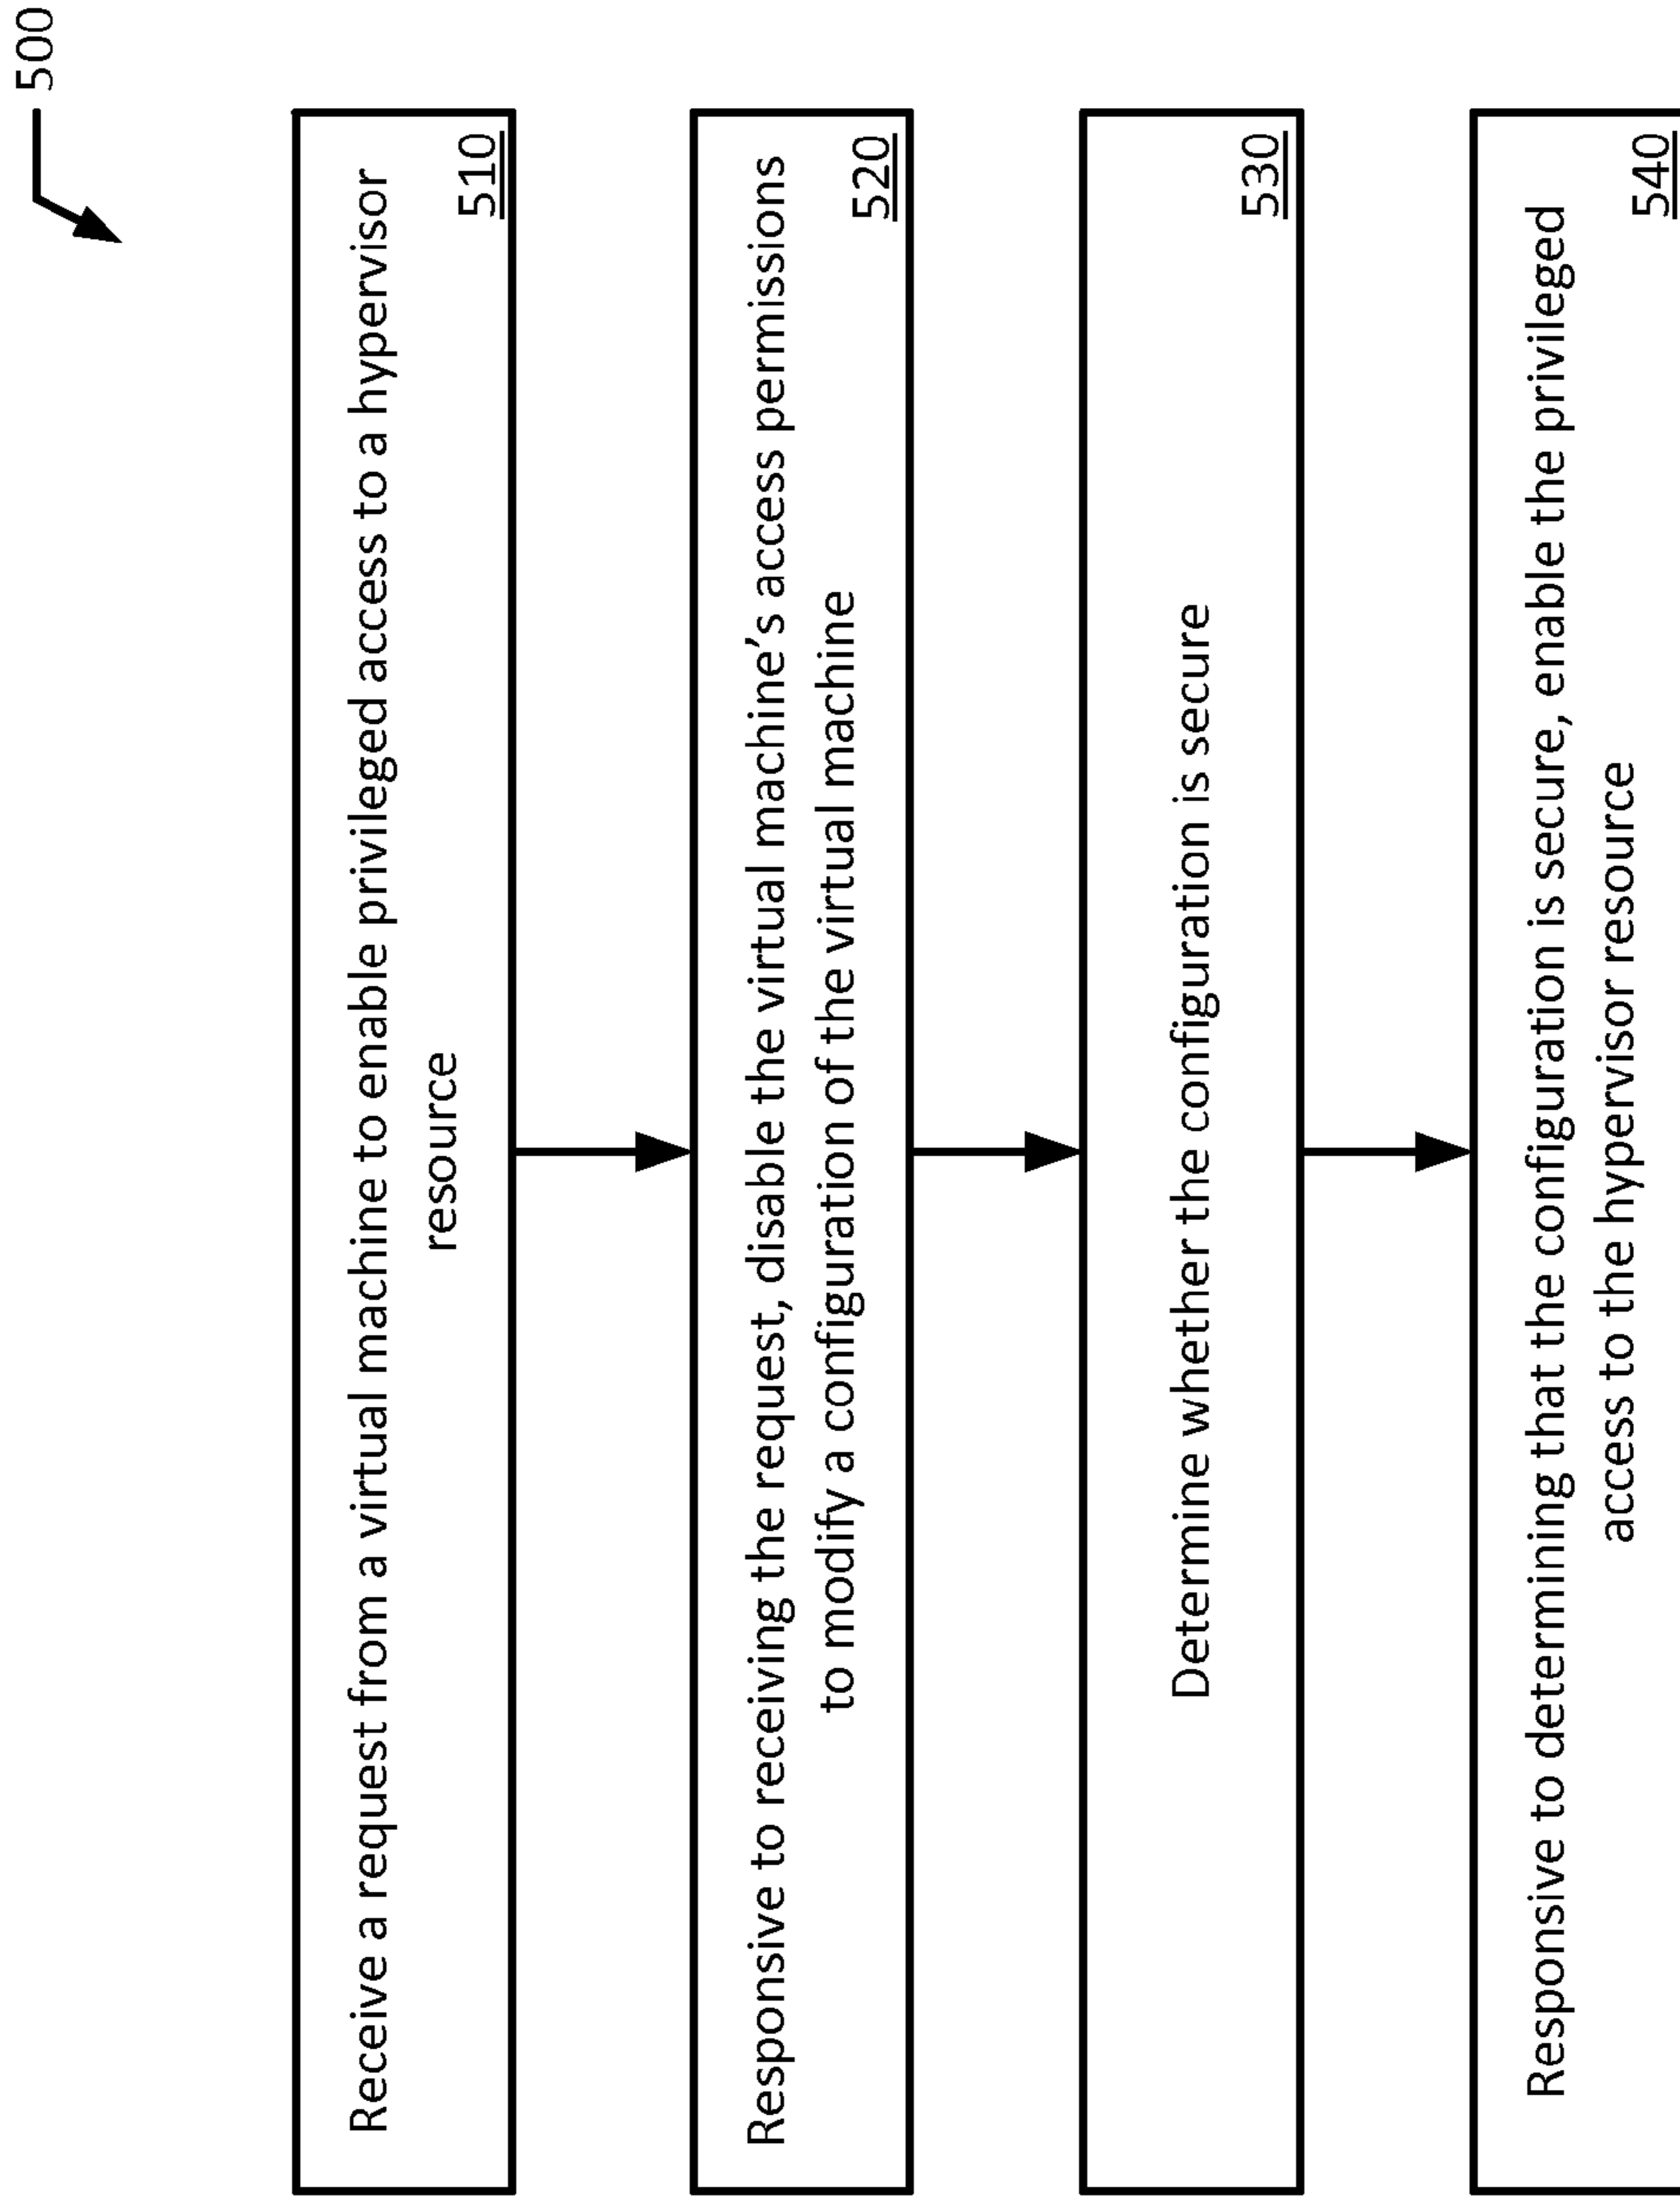 500
Receive a request from a virtual machine to enable privileged access to a hypervisor
resource
510
Responsive to receiving the request, disable the virtual machine’s access permissions
to modify a configuration of the virtual machine
520
Determine whether the configuration is secure
530
Responsive to determining that the configuration is secure, enable the privileged
access to the hypervisor resource
540